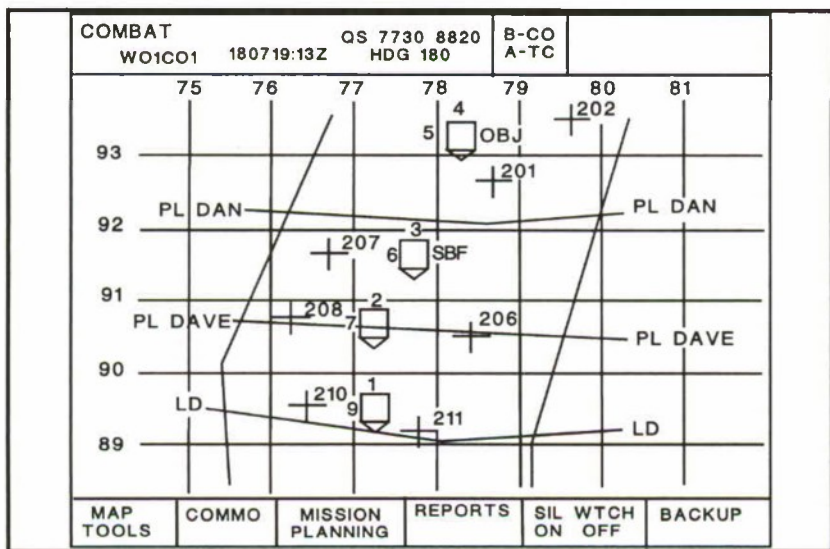 COMBAT
WO1CO1 180719:13Z
QS 7730 8820
HDG 180
B-CO
A-TC
75 76 77 78 79 80 81
4
202
5 OBJ
93
201
PL DAN PL DAN
92
3
207
6 SBF
91
208 2
PL DAVE 7 206 PL DAVE
90
210 1
LD 9 211 LD
89
MAP
TOOLS
COMMO
MISSION
PLANNING
REPORTS
SIL WTCH
ON OFF
BACKUP